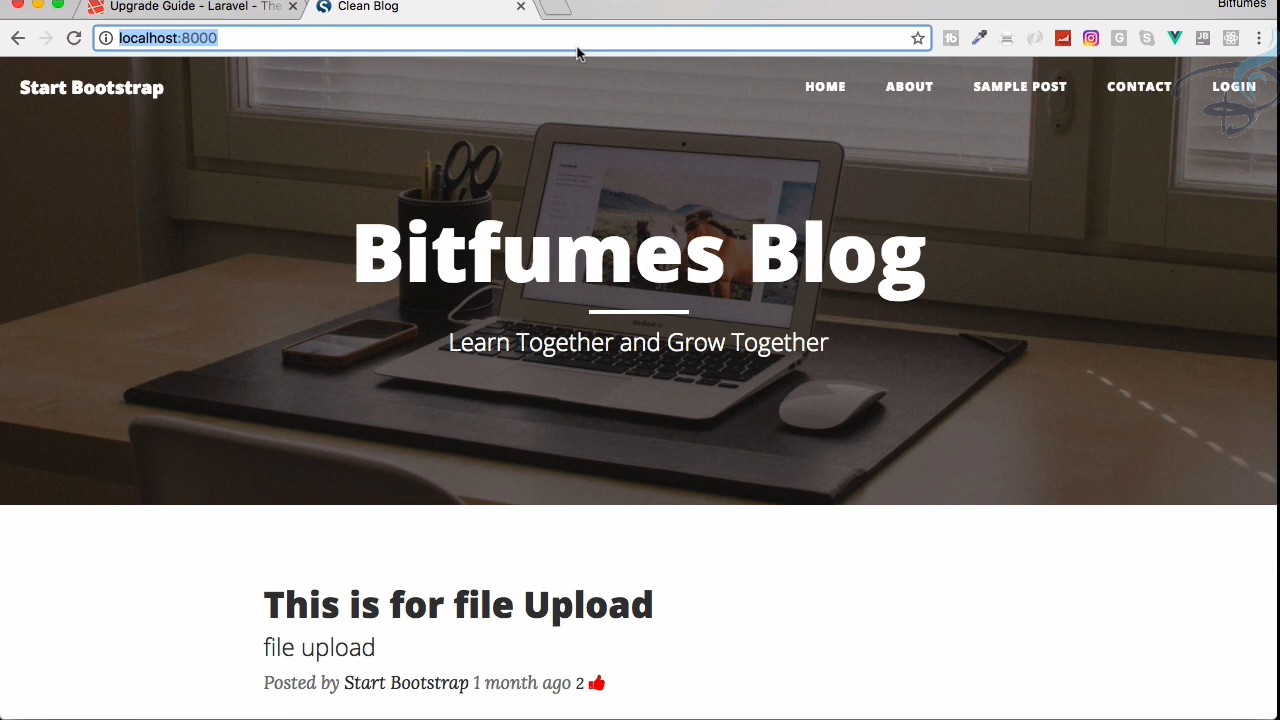 Upgrade Guide - Laravel - The
Clean Blog
Bitfumes
localhost:8000
Start Bootstrap
HOME
ABOUT
SAMPLE POST
CONTACT
LOGIN
Bitfumes Blog
Learn Together and Grow Together
This is for file Upload
file upload
Posted by Start Bootstrap 1 month ago 2